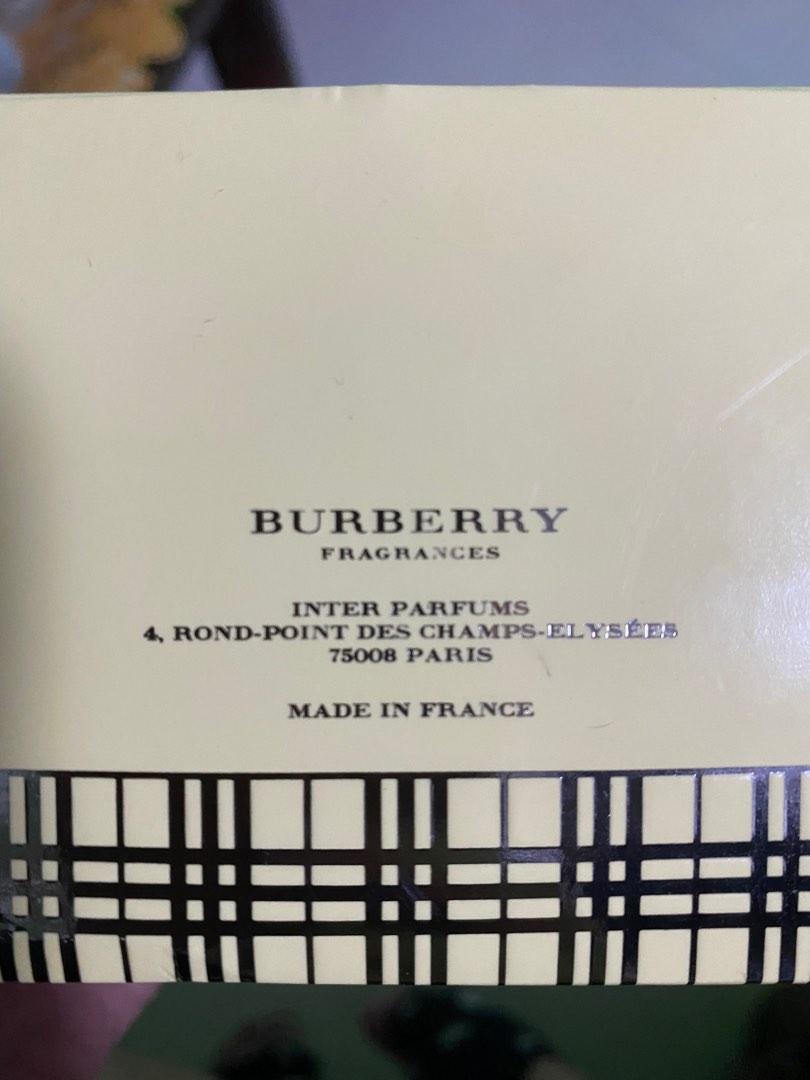 BURBERRY
FRAGRANCES
INTER PARFUMS
4, ROND-POINT DES CHAMPS-ELYSÉES
75008 PARIS
MADE IN FRANCE